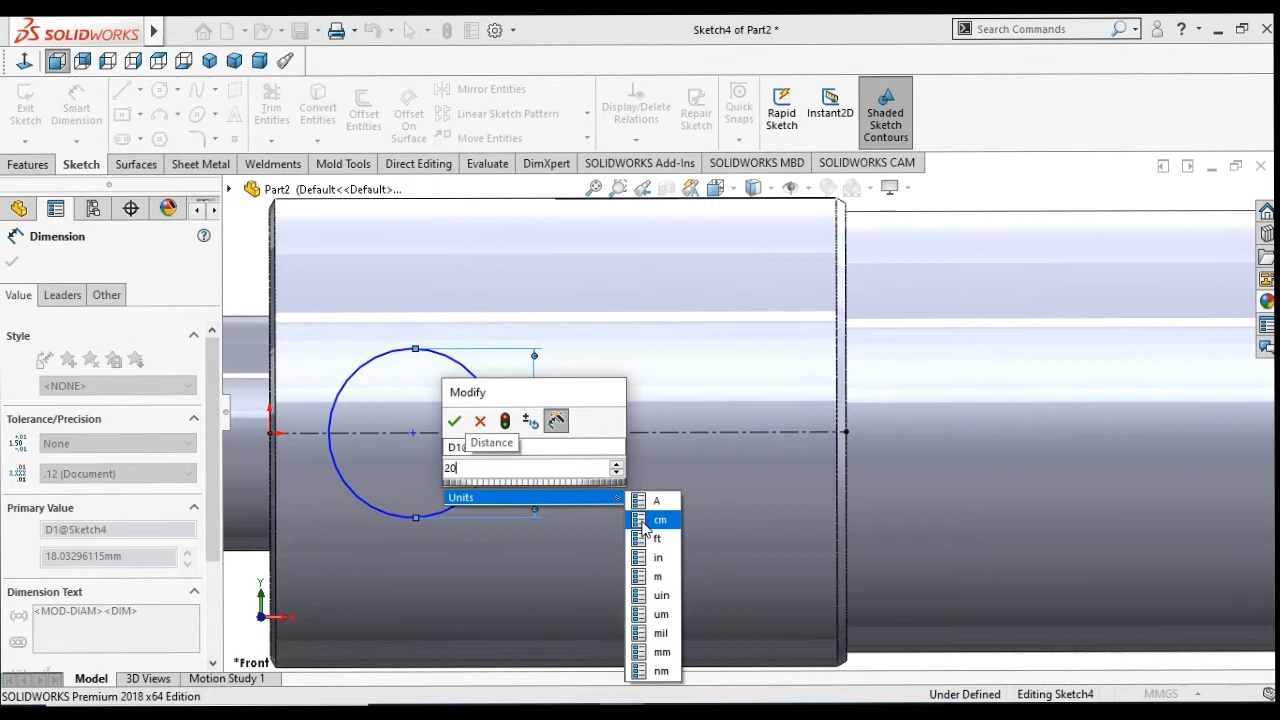 SOLIDWORKS
Sketch4 of Part2 *
Search Commands
?
Exit Sketch
Smart Dimension
Trim Entities
Convert Entities
Offset Entities
Offset On Surface
Mirror Entities
Linear Sketch Pattern
Move Entities
Display/Delete Relations
Repair Sketch
Quick Snaps
Rapid Sketch
Instant2D
Shaded Sketch Contours
Features
Sketch
Surfaces
Sheet Metal
Weldments
Mold Tools
Direct Editing
Evaluate
DimXpert
SOLIDWORKS Add-Ins
SOLIDWORKS MBD
SOLIDWORKS CAM
Part2 (Default<<Default>...
Dimension
?
Value
Leaders
Other
Style
<NONE>
Tolerance/Precision
None
.12 (Document)
Primary Value
D1@Sketch4
18.03296115mm
Dimension Text
<MOD-DIAM><DIM>
Modify
D1@
Distance
20
Units
A
cm
ft
in
m
uin
um
mil
mm
nm
Y
*Front
Model
3D Views
Motion Study 1
SOLIDWORKS Premium 2018 x64 Edition
Under Defined
Editing Sketch4
MMGS